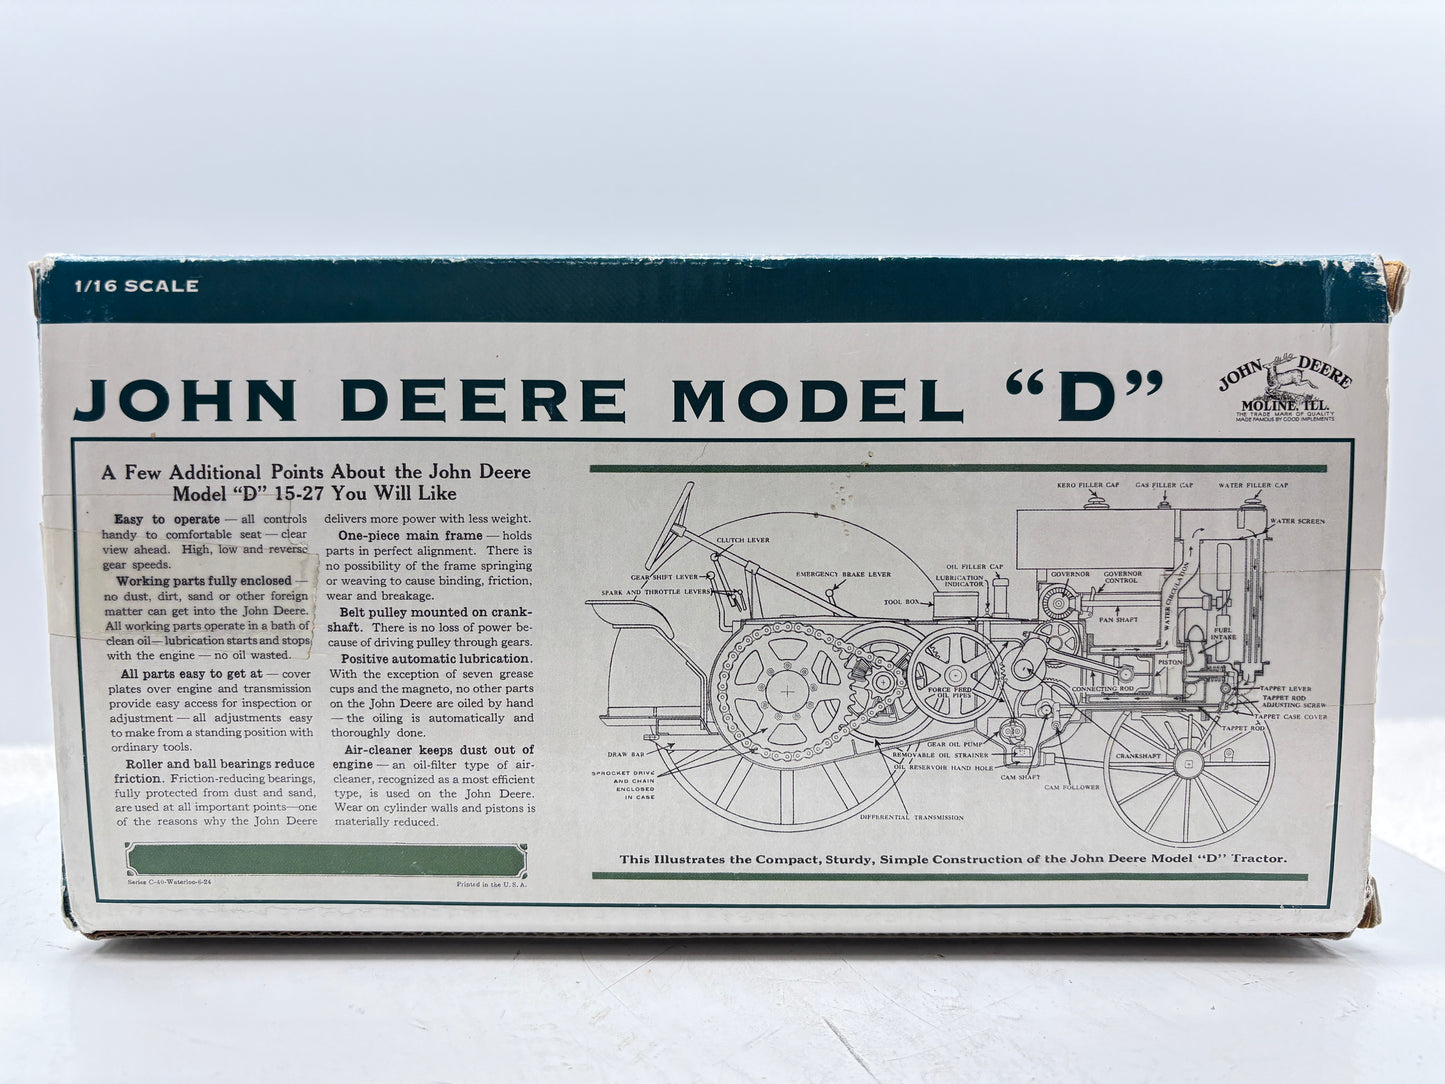 1/16 SCALE
JOHN DEERE MODEL “D”
JOHN DEERE
MOLINE, ILL.
THE TRADE MARK OF QUALITY
MADE FAMOUS BY GOOD IMPLEMENTS
A Few Additional Points About the John Deere
Model “D” 15-27 You Will Like
Easy to operate — all controls
handy to comfortable seat — clear
view ahead. High, low and reverse
gear speeds.
Working parts fully enclosed —
no dust, dirt, sand or other foreign
matter can get into the John Deere.
All working parts operate in a bath of
clean oil — lubrication starts and stops
with the engine — no oil wasted.
All parts easy to get at — cover
plates over engine and transmission
provide easy access for inspection or
adjustment — all adjustments easy
to make from a standing position with
ordinary tools.
Roller and ball bearings reduce
friction. Friction-reducing bearings,
fully protected from dust and sand,
are used at all important points—one
of the reasons why the John Deere
delivers more power with less weight.
One-piece main frame — holds
parts in perfect alignment. There is
no possibility of the frame springing
or weaving to cause binding, friction,
wear and breakage.
Belt pulley mounted on crank-
shaft. There is no loss of power be-
cause of driving pulley through gears.
Positive automatic lubrication.
With the exception of seven grease
cups and the magneto, no other parts
on the John Deere are oiled by hand
— the oiling is automatically and
thoroughly done.
Air-cleaner keeps dust out of
engine — an oil-filter type of air-
cleaner, recognized as a most efficient
type, is used on the John Deere.
Wear on cylinder walls and pistons is
materially reduced.
Series C-40-Waterloo-6-24
Printed in the U. S. A.
KERO FILLER CAP
GAS FILLER CAP
WATER FILLER CAP
WATER SCREEN
CLUTCH LEVER
GEAR SHIFT LEVER
SPARK AND THROTTLE LEVERS
EMERGENCY BRAKE LEVER
TOOL BOX
OIL FILLER CAP
LUBRICATION
INDICATOR
GOVERNOR
GOVERNOR
CONTROL
FAN SHAFT
WATER CIRCULATION
FUEL
INTAKE
PISTON
CONNECTING ROD
FORCE FEED
OIL PIPES
TAPPET LEVER
TAPPET ROD
ADJUSTING SCREW
TAPPET CASE COVER
TAPPET ROD
CRANKSHAFT
GEAR OIL PUMP
REMOVABLE OIL STRAINER
OIL RESERVOIR HAND HOLE
CAM SHAFT
CAM FOLLOWER
DRAW BAR
SPROCKET DRIVE
AND CHAIN
ENCLOSED
IN CASE
DIFFERENTIAL TRANSMISSION
This Illustrates the Compact, Sturdy, Simple Construction of the John Deere Model “D” Tractor.